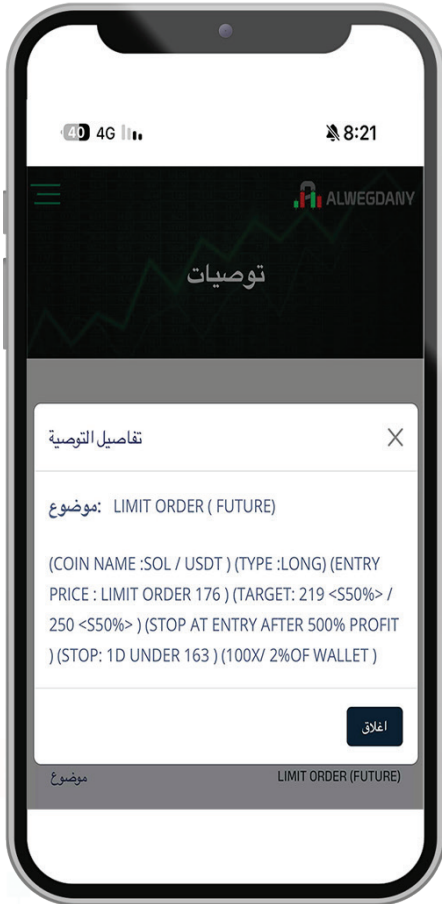 40 4G 8:21
ALWEGDANY
توصيات
تفاصيل التوصية
موضوع: LIMIT ORDER ( FUTURE)
(COIN NAME :SOL / USDT ) (TYPE :LONG) (ENTRY
PRICE : LIMIT ORDER 176 ) (TARGET: 219 <S50%> /
250 <S50%> ) (STOP AT ENTRY AFTER 500% PROFIT
) (STOP: 1D UNDER 163 ) (100X/ 2%OF WALLET )
اغلاق
موضوع LIMIT ORDER (FUTURE)